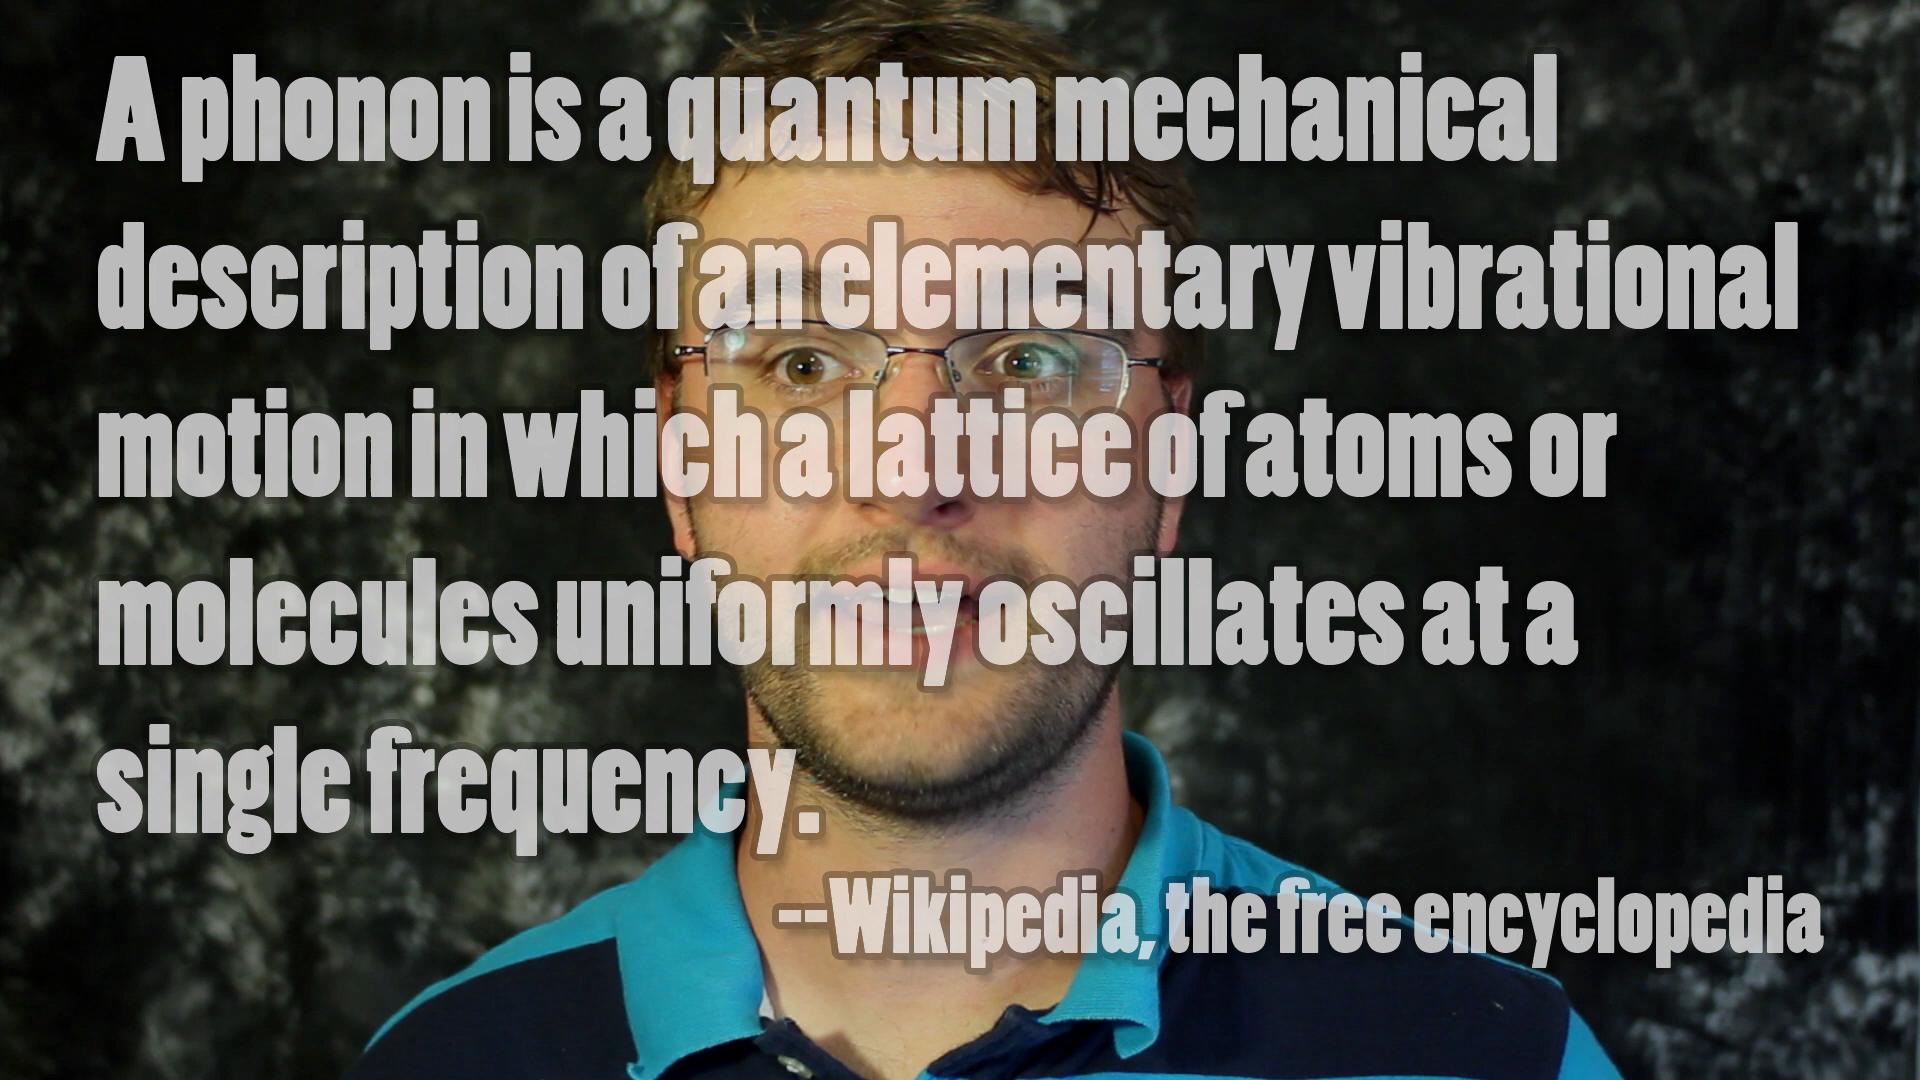 A phonon is a quantum mechanical
description of an elementary vibrational
motion in which a lattice of atoms or
molecules uniformly oscillates at a
single frequency.
--Wikipedia, the free encyclopedia